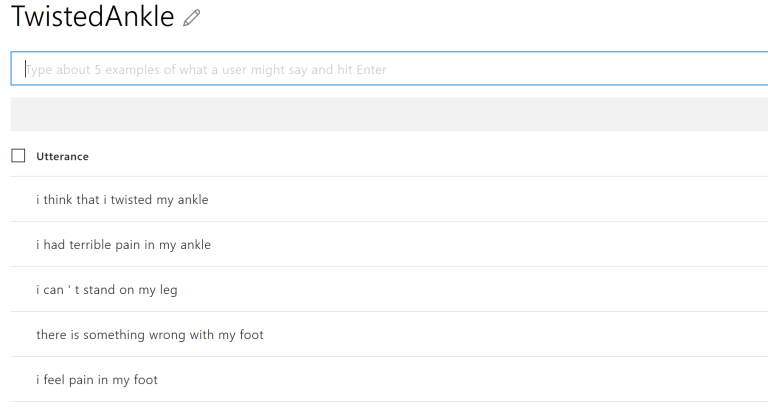 TwistedAnkle
Type about 5 examples of what a user might say and hit Enter
Utterance
i think that i twisted my ankle
i had terrible pain in my ankle
i can ' t stand on my leg
there is something wrong with my foot
i feel pain in my foot